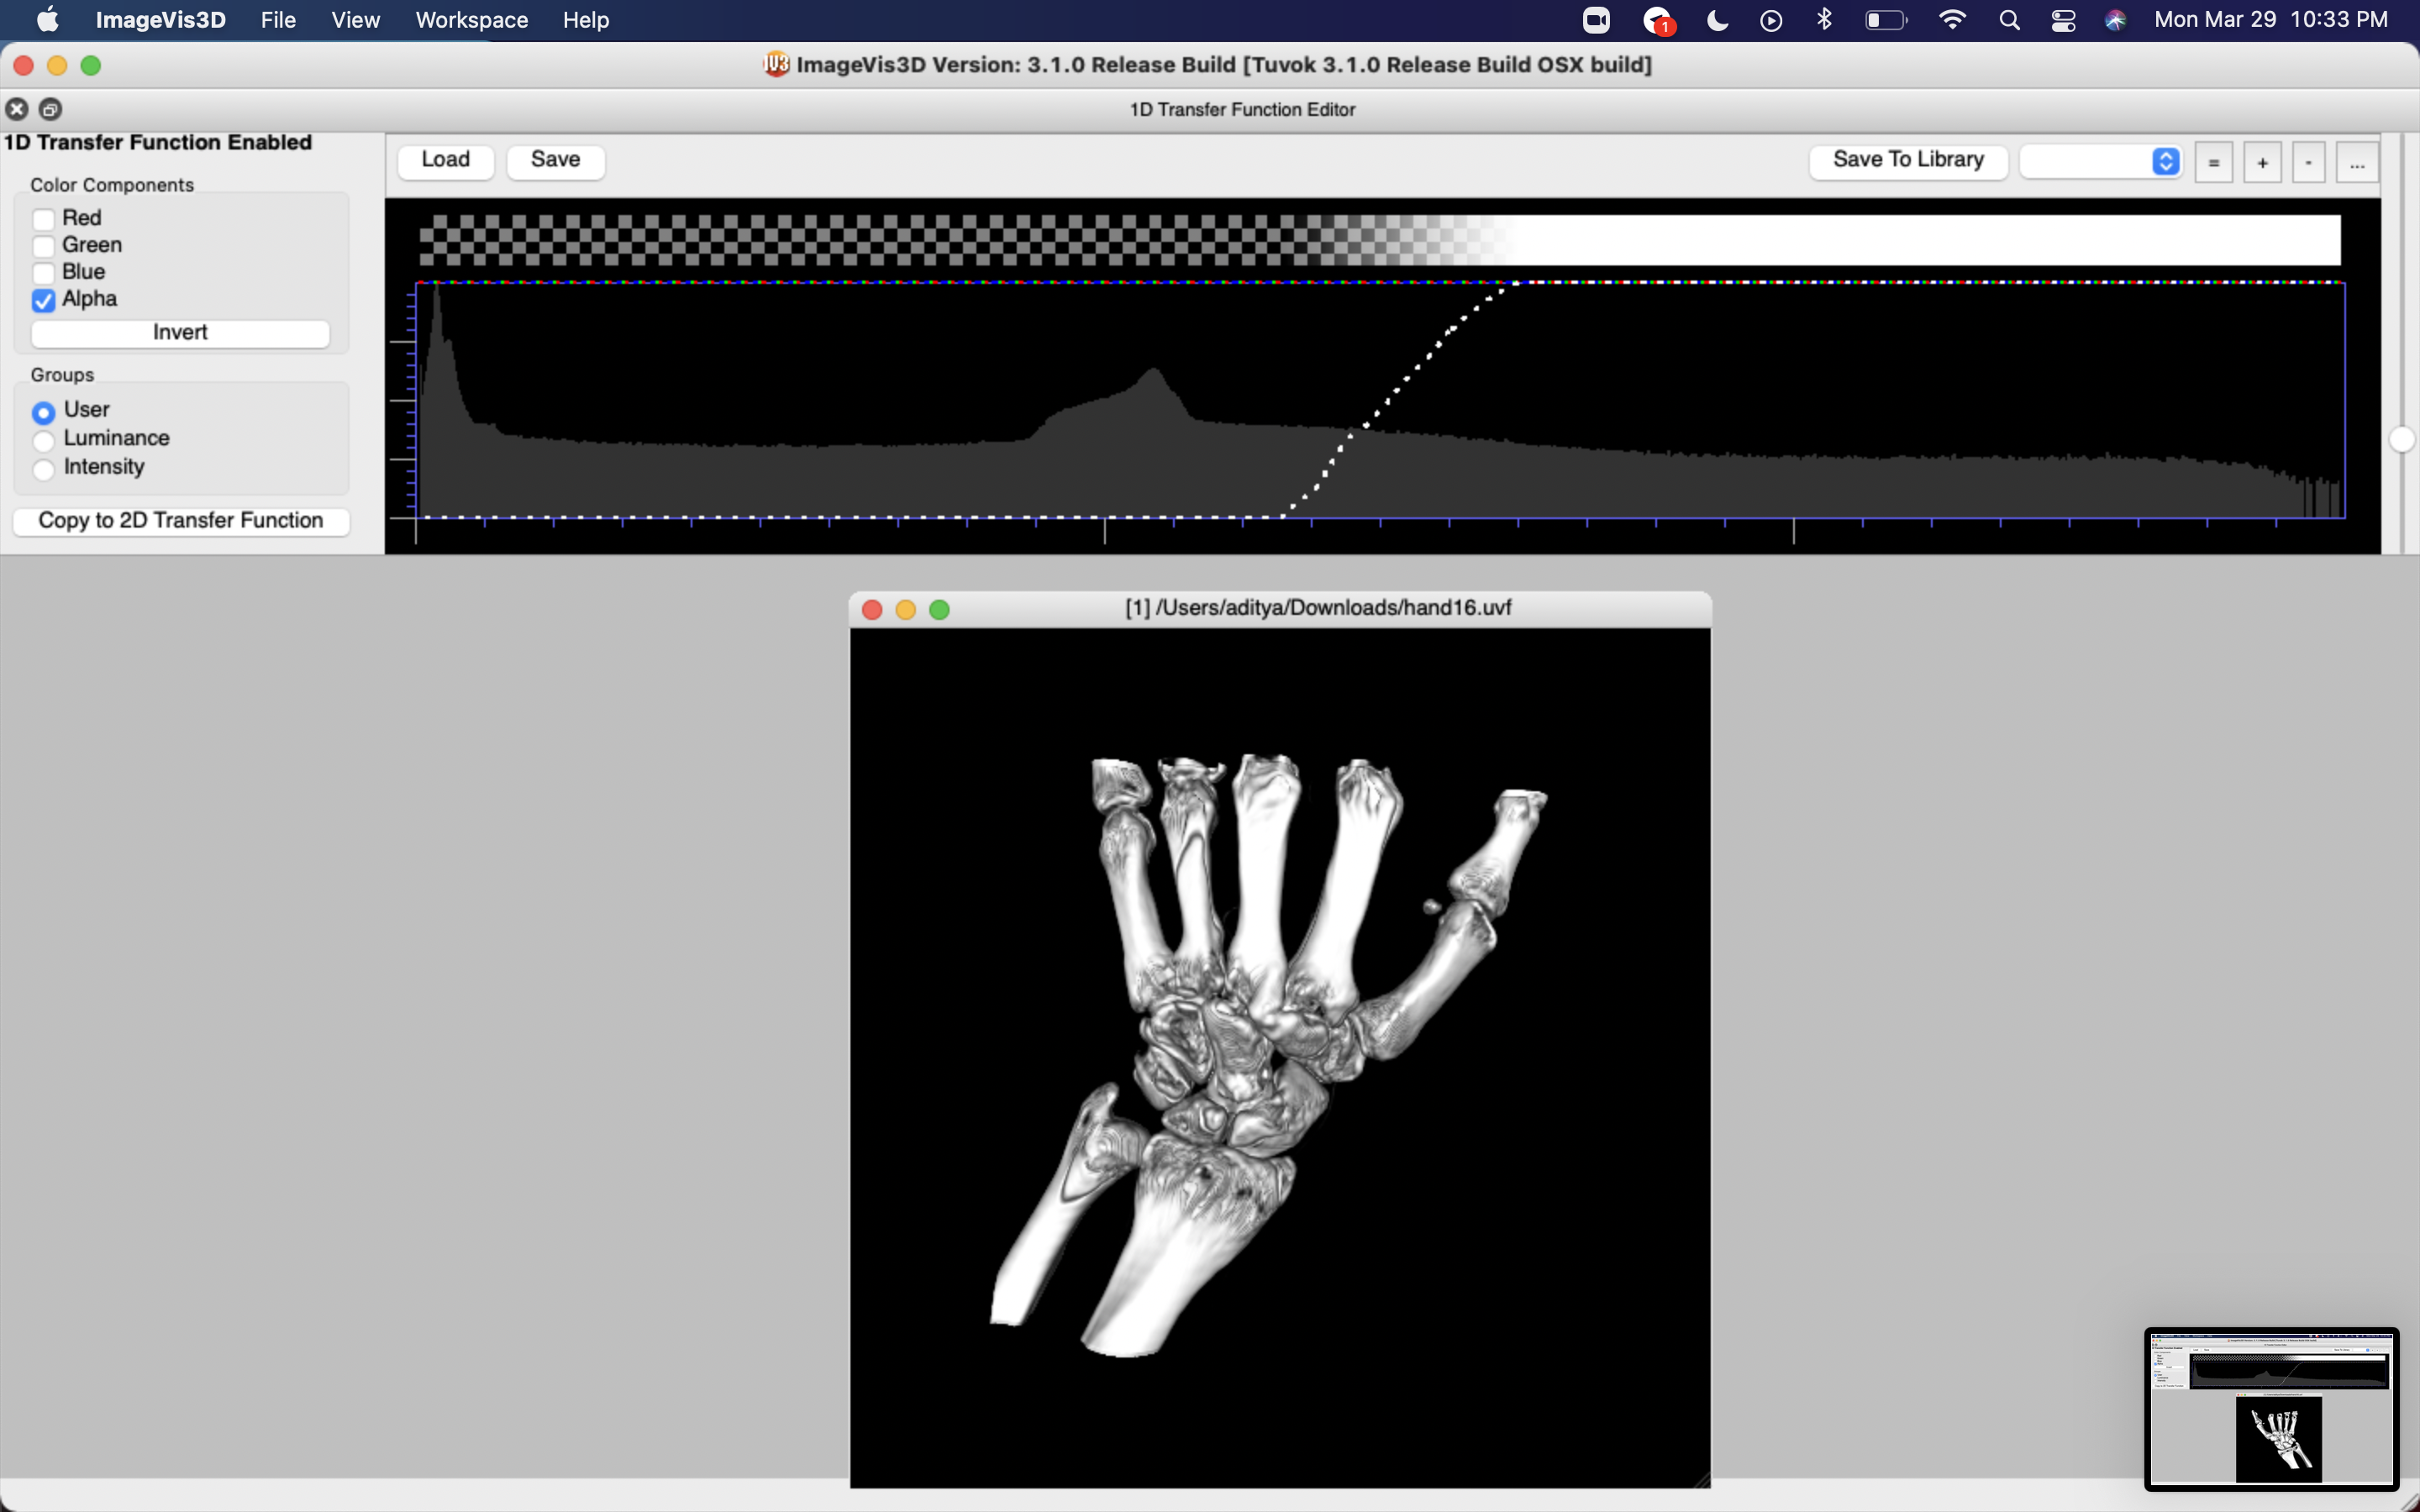 ImageVis3D File View Workspace Help 1 Mon Mar 29 10:33 PM
IV3 ImageVis3D Version: 3.1.0 Release Build [Tuvok 3.1.0 Release Build OSX build]
1D Transfer Function Editor
1D Transfer Function Enabled
Load Save Save To Library = + - ...
Color Components
Red
Green
Blue
Alpha
Invert
Groups
User
Luminance
Intensity
Copy to 2D Transfer Function
[1] /Users/aditya/Downloads/hand16.uvf